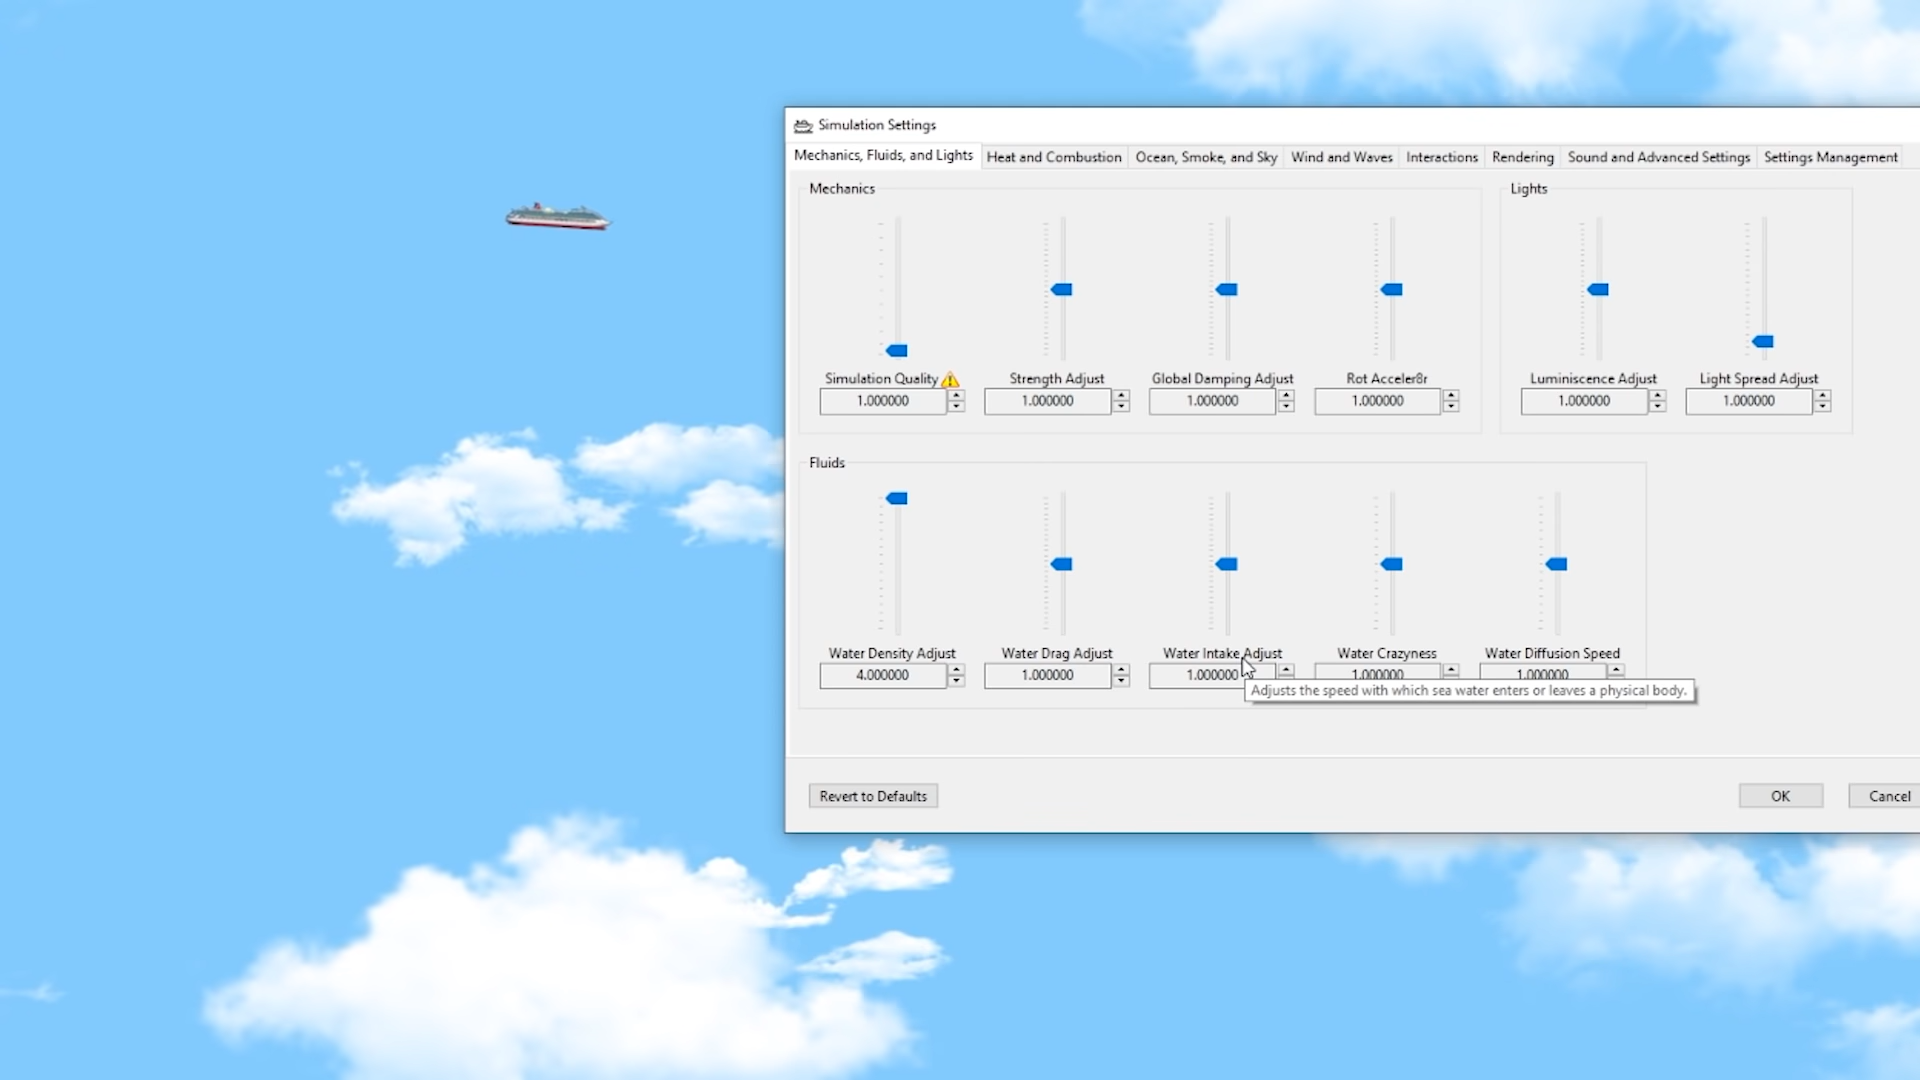 Simulation Settings
Mechanics, Fluids, and Lights Heat and Combustion Ocean, Smoke, and Sky Wind and Waves Interactions Rendering Sound and Advanced Settings Settings Management
Mechanics Lights
Simulation Quality Strength Adjust Global Damping Adjust Rot Acceler8r Luminiscence Adjust Light Spread Adjust
1.000000 1.000000 1.000000 1.000000 1.000000 1.000000
Fluids
Water Density Adjust Water Drag Adjust Water Intake Adjust Water Crazyness Water Diffusion Speed
4.000000 1.000000 1.000000 1.000000 1.000000
Adjusts the speed with which sea water enters or leaves a physical body.
Revert to Defaults OK Cancel